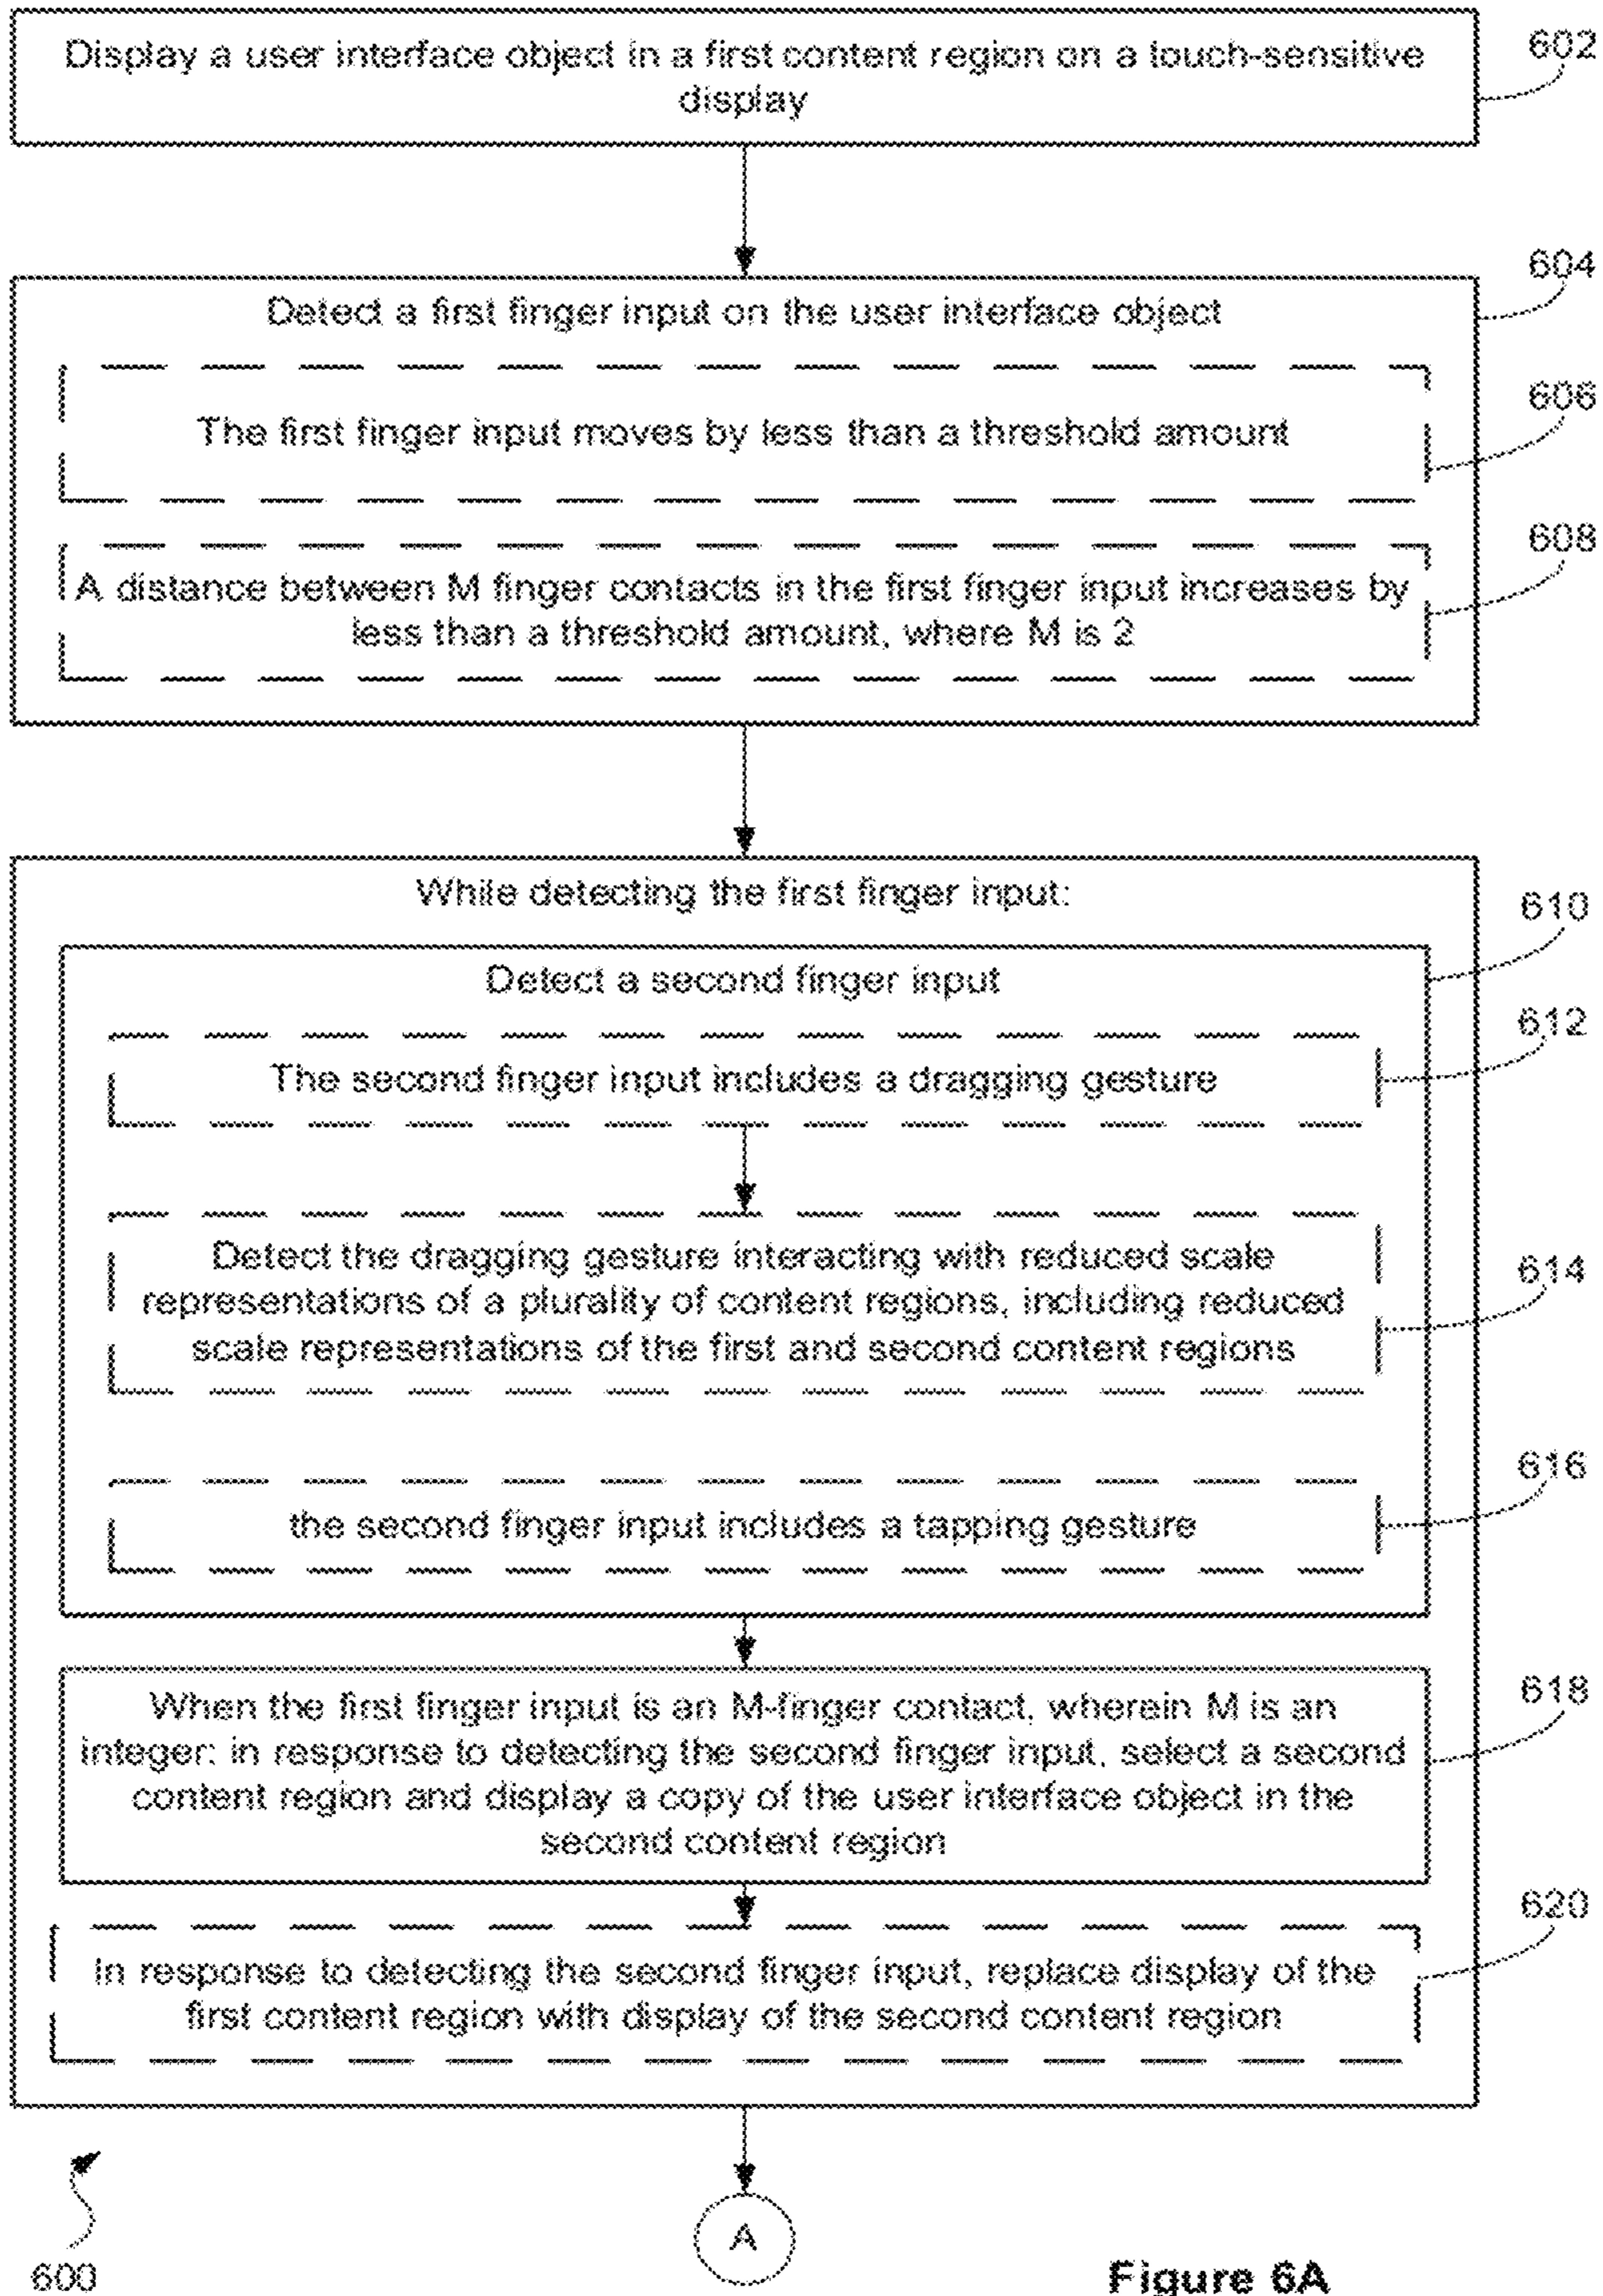 Display a user interface object in a first content region on a touch-sensitive
display
602
604
Detect a first finger input on the user interface object
606
The first finger input moves by less than a threshold amount
608
A distance between M finger contacts in the first finger input increases by
less than a threshold amount, where M is 2
While detecting the first finger input:
610
Detect a second finger input
612
The second finger input includes a dragging gesture
614
Detect the dragging gesture interacting with reduced scale
representations of a plurality of content regions, including reduced
scale representations of the first and second content regions
616
the second finger input includes a tapping gesture
618
When the first finger input is an M-finger contact, wherein M is an
integer: in response to detecting the second finger input, select a second
content region and display a copy of the user interface object in the
second content region
620
In response to detecting the second finger input, replace display of the
first content region with display of the second content region
A
600
Figure 6A